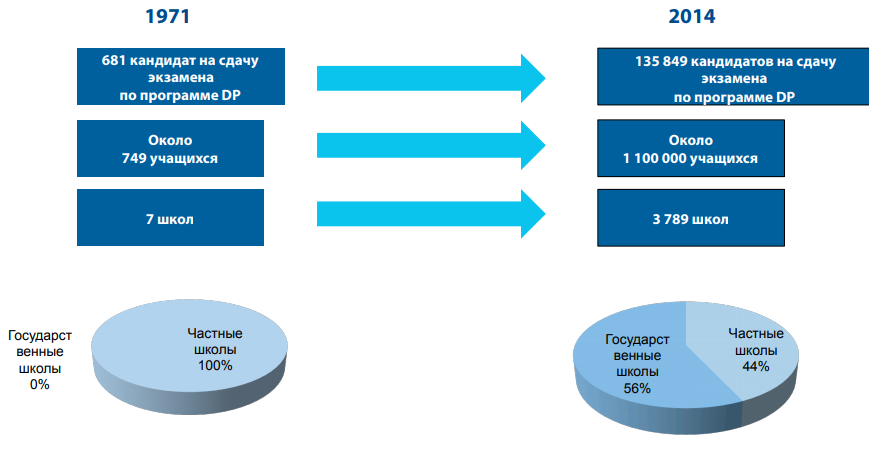 1971
2014
681 кандидат на сдачу
экзамена
по программе DP
135 849 кандидатов на сдачу
экзамена
по программе DP
Около
749 учащихся
Около
1 100 000 учащихся
7 школ
3 789 школ
Государст
венные
школы
0%
Частные
школы
100%
Государст
венные
школы
56%
Частные
школы
44%